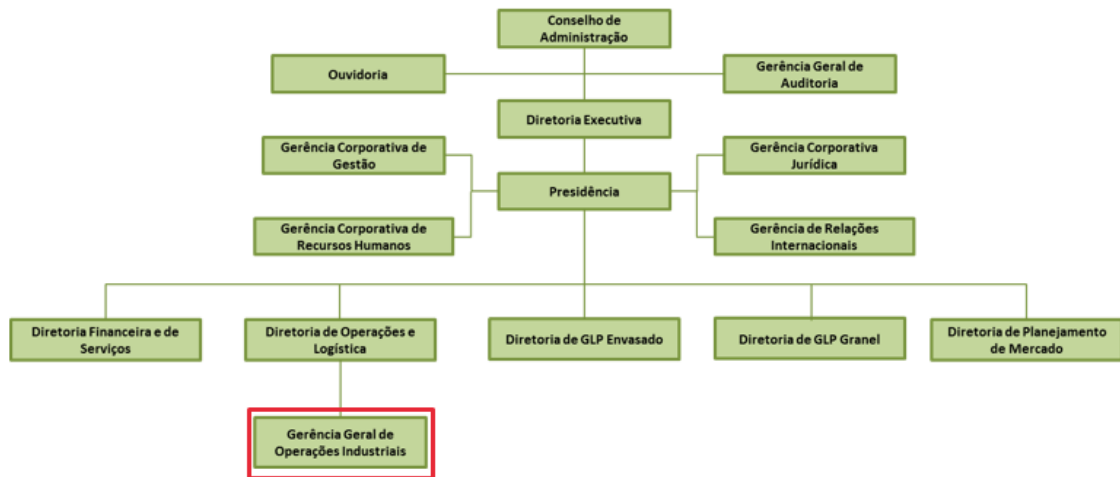 Conselho de
Administração
Ouvidoria
Gerência Geral de
Auditoria
Diretoria Executiva
Gerência Corporativa de
Gestão
Gerência Corporativa
Jurídica
Presidência
Gerência Corporativa de
Recursos Humanos
Gerência de Relações
Internacionais
Diretoria Financeira e de
Serviços
Diretoria de Operações e
Logística
Diretoria de GLP Envasado
Diretoria de GLP Granel
Diretoria de Planejamento
de Mercado
Gerência Geral de
Operações Industriais